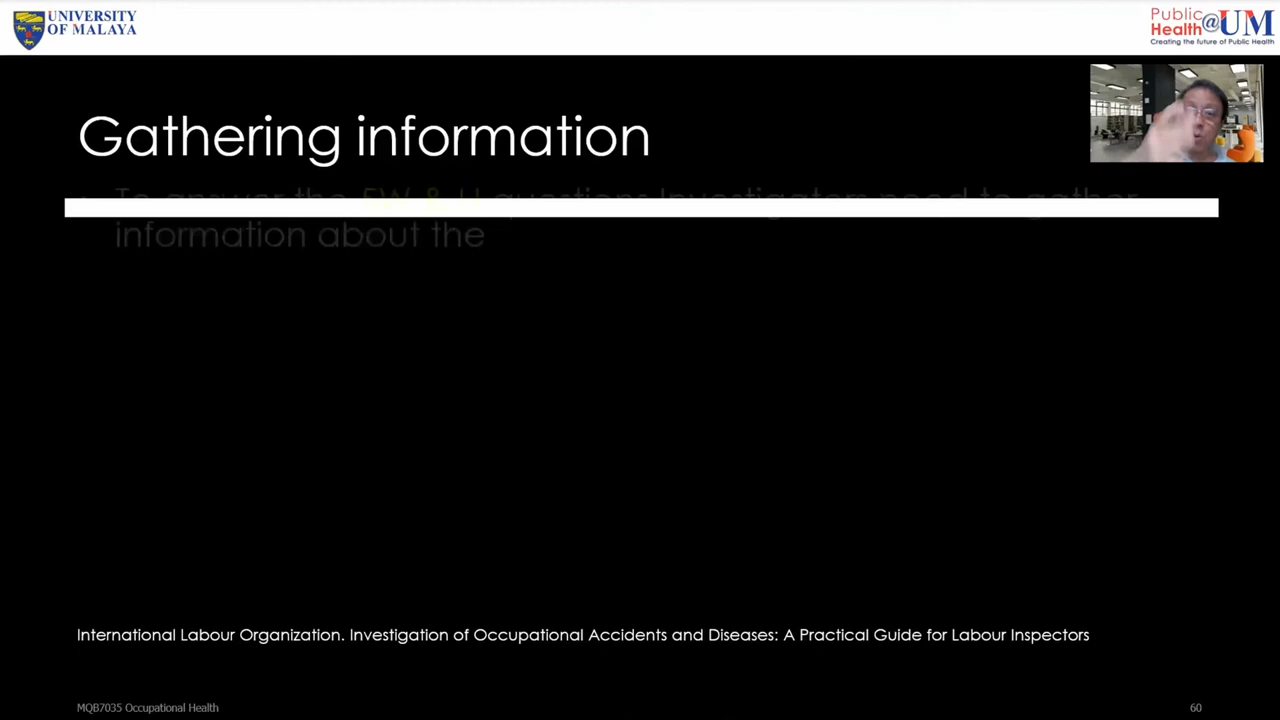 UNIVERSITY
OF MALAYA
Public
Health@UM
Creating the future of Public Health
Gathering information
To answer the 5W & H questions Investigators need to gather
information about the
International Labour Organization. Investigation of Occupational Accidents and Diseases: A Practical Guide for Labour Inspectors
MQB7035 Occupational Health
60